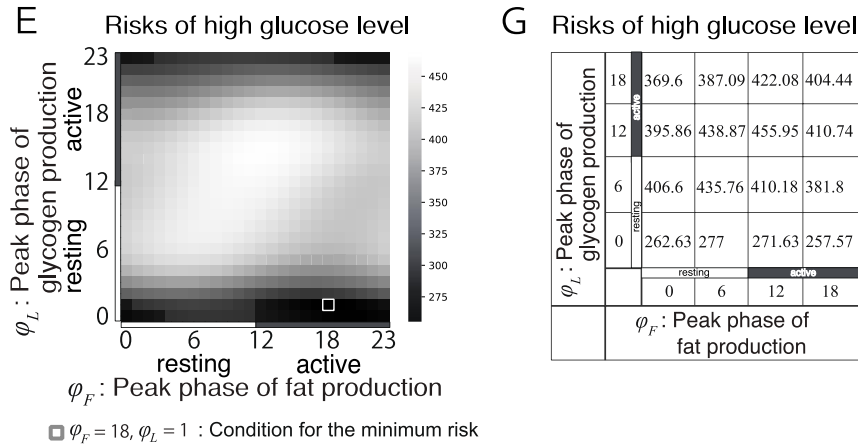 E Risks of high glucose level
23
18
12
6
0
φL : Peak phase of
glycogen production
resting active
0 6 12 18 23
resting active
φF : Peak phase of fat production
450
425
400
375
350
325
300
275
φF = 18, φL = 1 : Condition for the minimum risk
G Risks of high glucose level
φL : Peak phase of
glycogen production
18 active 369.6 387.09 422.08 404.44
12 395.86 438.87 455.95 410.74
6 resting 406.6 435.76 410.18 381.8
0 262.63 277 271.63 257.57
resting active
0 6 12 18
φF : Peak phase of
fat production